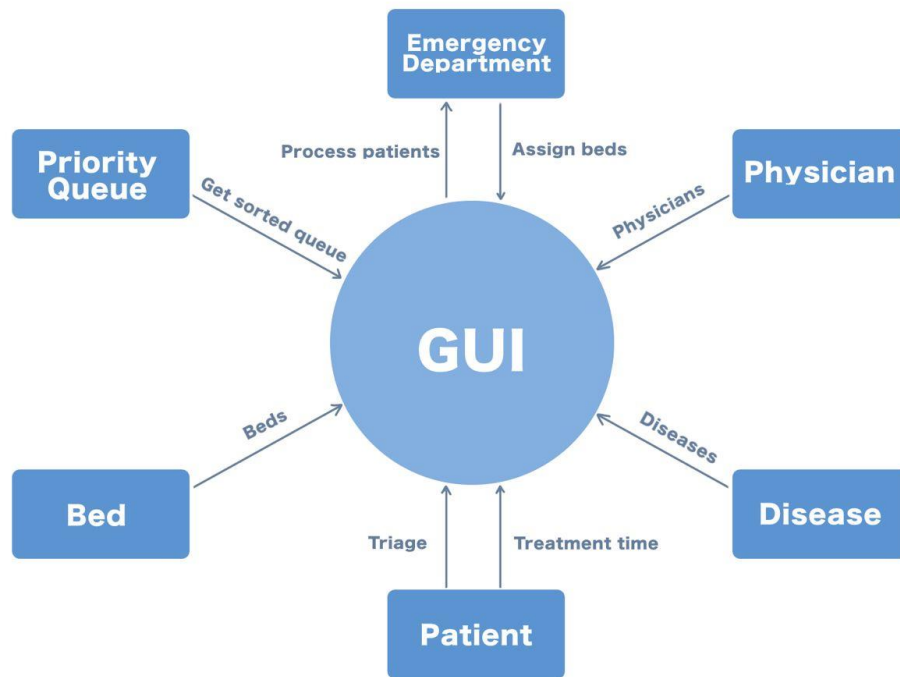 Emergency
Department
Process patients
Assign beds
Priority
Queue
Physician
Get sorted queue
Physicians
GUI
Beds
Diseases
Bed
Disease
Triage
Treatment time
Patient